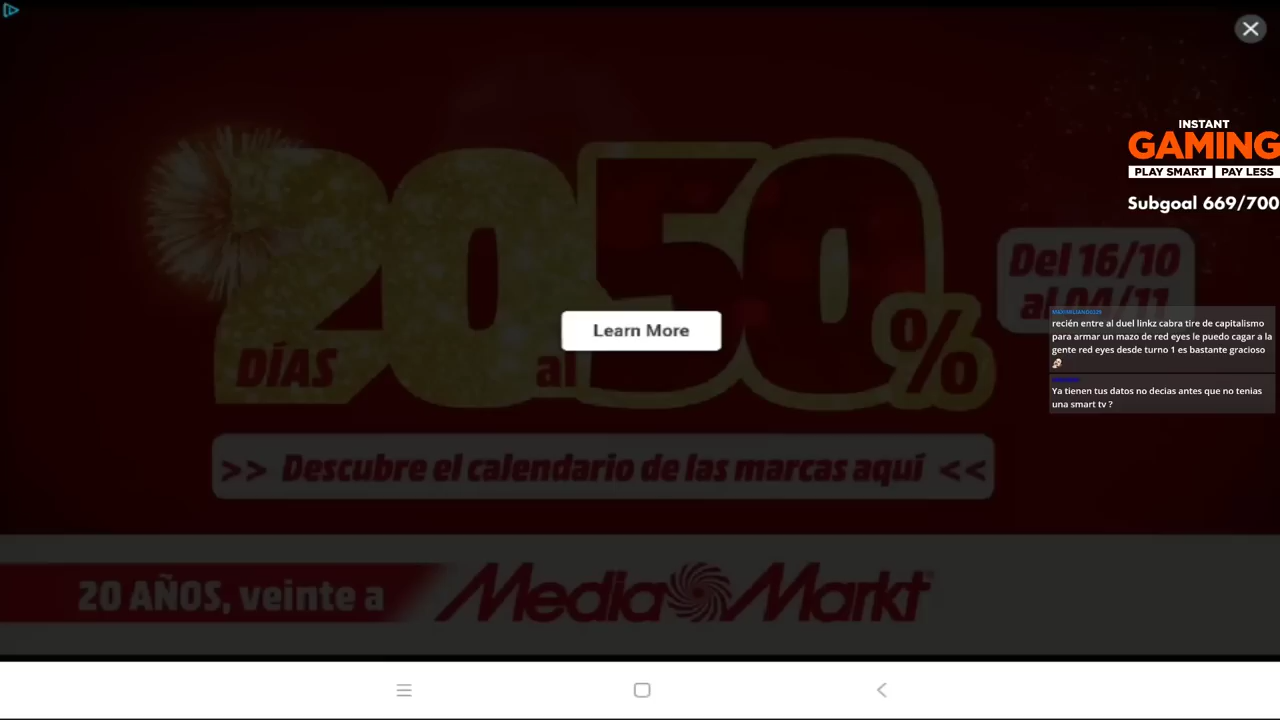 INSTANT
GAMING
PLAY SMART PAY LESS
Subgoal 669/700
20 50%
DÍAS al
Del 16/10
al 04/11
Learn More
recién entre al duel linkz cabra tire de capitalismo
para armar un mazo de red eyes le puedo cagar a la
gente red eyes desde turno 1 es bastante gracioso
Ya tienen tus datos no decias antes que no tenias
una smart tv ?
>> Descubre el calendario de las marcas aquí <<
20 AÑOS, veinte a MediaMarkt